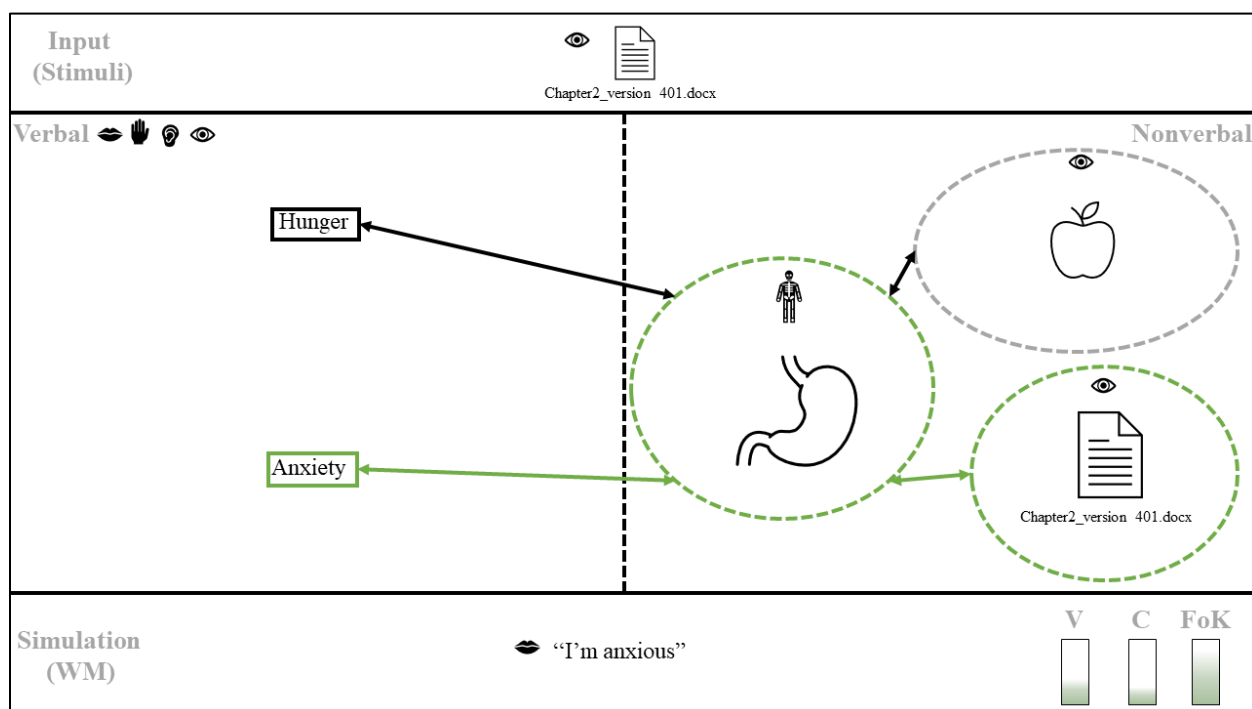 Input
(Stimuli)
Chapter2_version 401.docx
Verbal
Nonverbal
Hunger
Anxiety
Chapter2_version 401.docx
Simulation
(WM)
“I’m anxious”
V C FoK